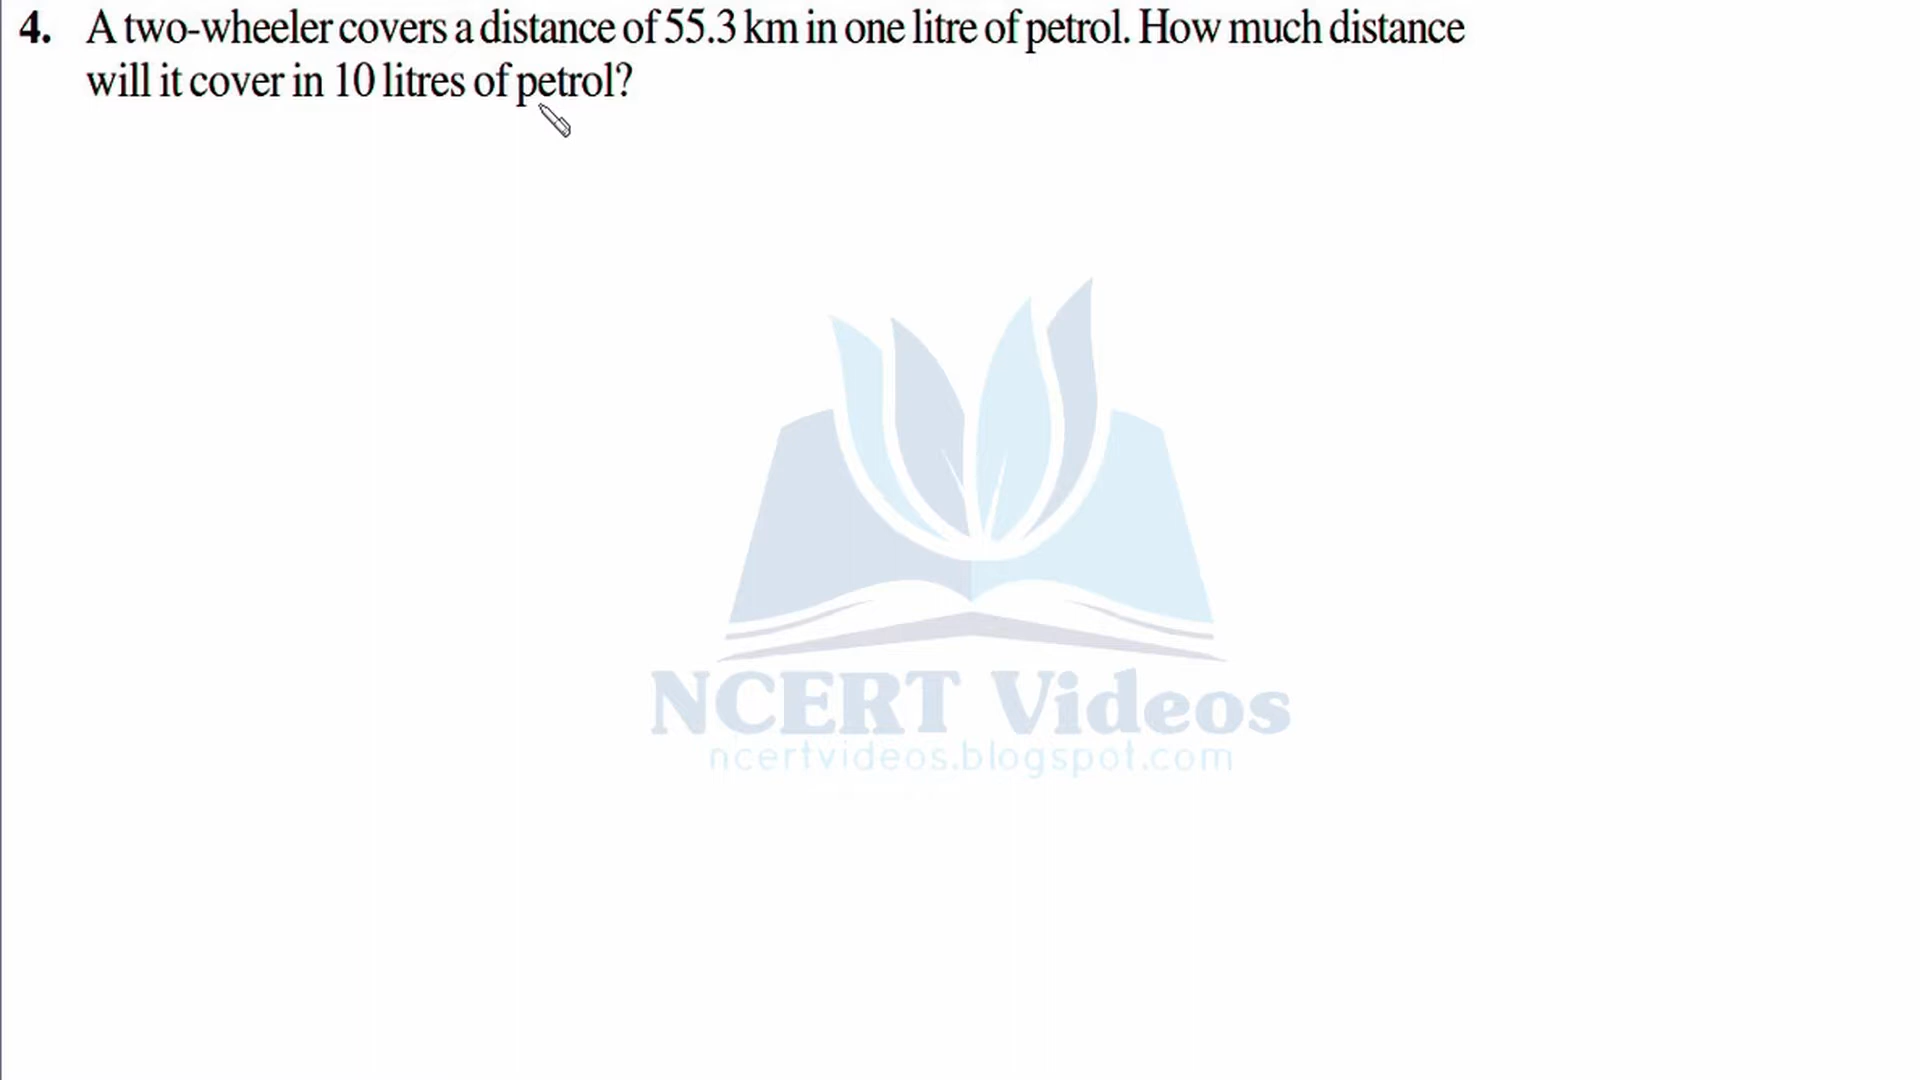 4. A two-wheeler covers a distance of 55.3 km in one litre of petrol. How much distance
will it cover in 10 litres of petrol?
NCERT Videos
ncertvideos.blogspot.com